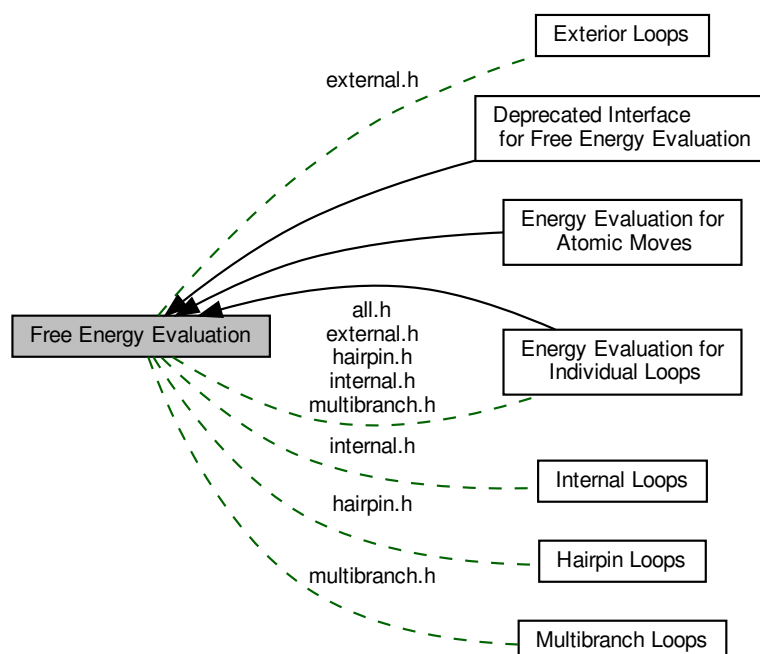 Exterior Loops
external.h
Deprecated Interface
for Free Energy Evaluation
Energy Evaluation for
Atomic Moves
Free Energy Evaluation
all.h
external.h
hairpin.h
internal.h
multibranch.h
Energy Evaluation for
Individual Loops
internal.h
Internal Loops
hairpin.h
Hairpin Loops
multibranch.h
Multibranch Loops